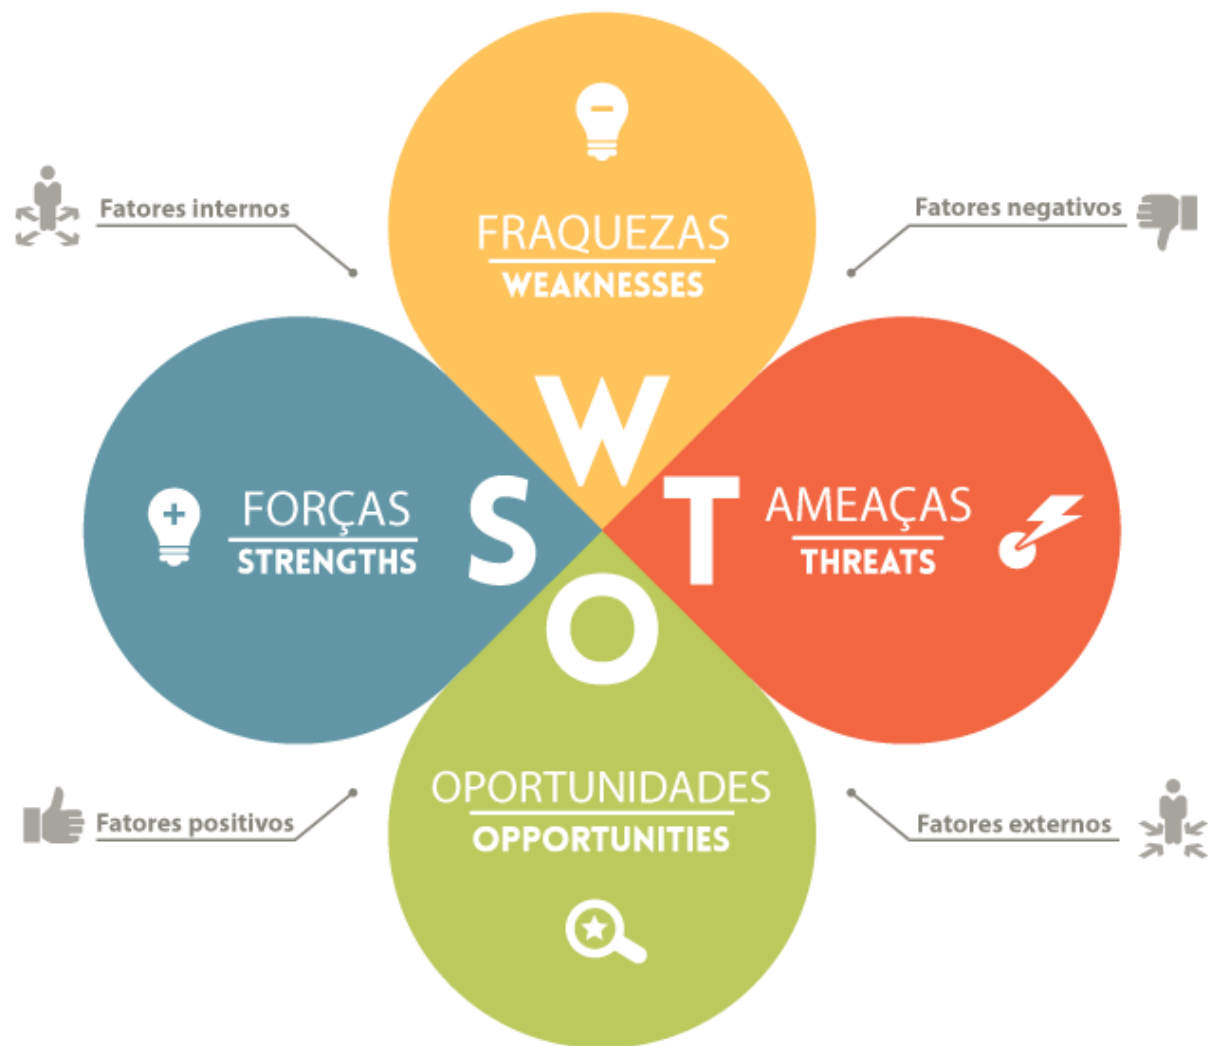 FRAQUEZAS
WEAKNESSES
W
Fatores internos
Fatores negativos
FORÇAS
STRENGTHS
S
T
AMEAÇAS
THREATS
O
OPORTUNIDADES
OPPORTUNITIES
Fatores positivos
Fatores externos